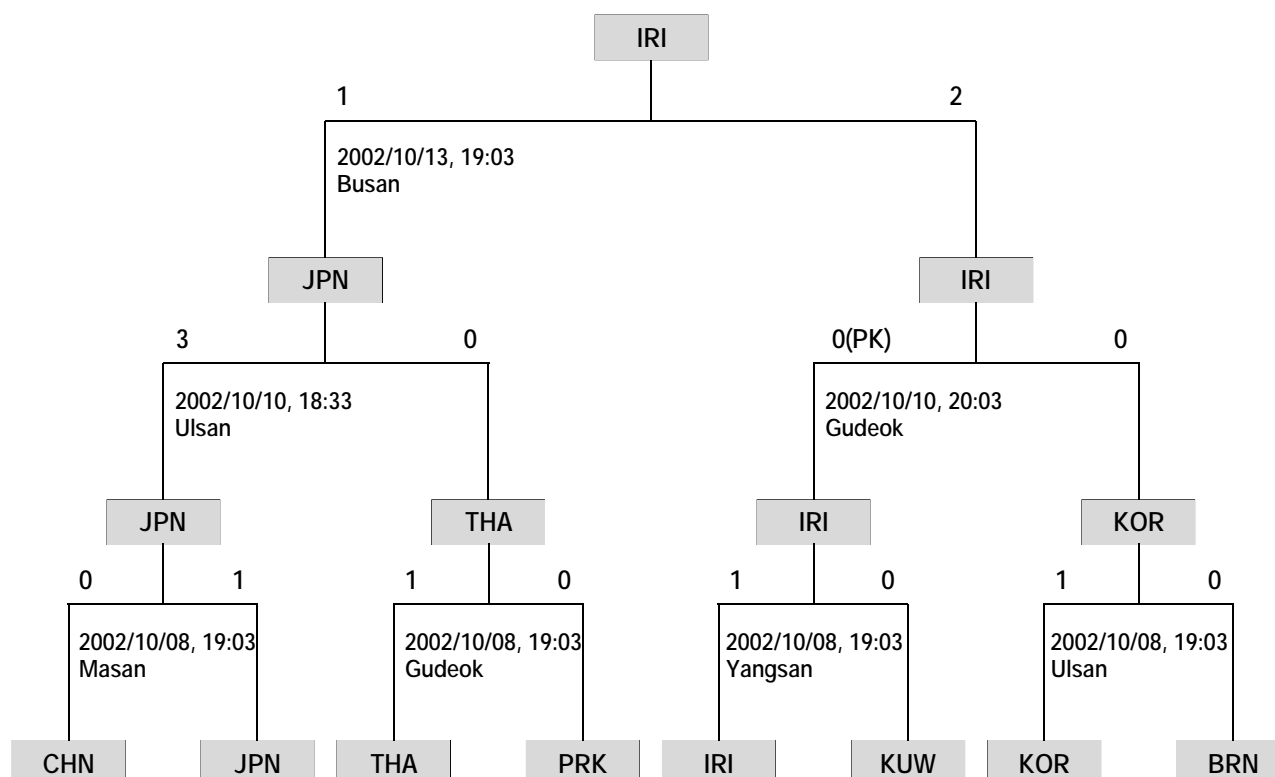 IRI
1 2
2002/10/13, 19:03
Busan
JPN IRI
3 0 0(PK) 0
2002/10/10, 18:33 2002/10/10, 20:03
Ulsan Gudeok
JPN THA IRI KOR
0 1 1 0 1 0 1 0
2002/10/08, 19:03 2002/10/08, 19:03 2002/10/08, 19:03 2002/10/08, 19:03
Masan Gudeok Yangsan Ulsan
CHN JPN THA PRK IRI KUW KOR BRN